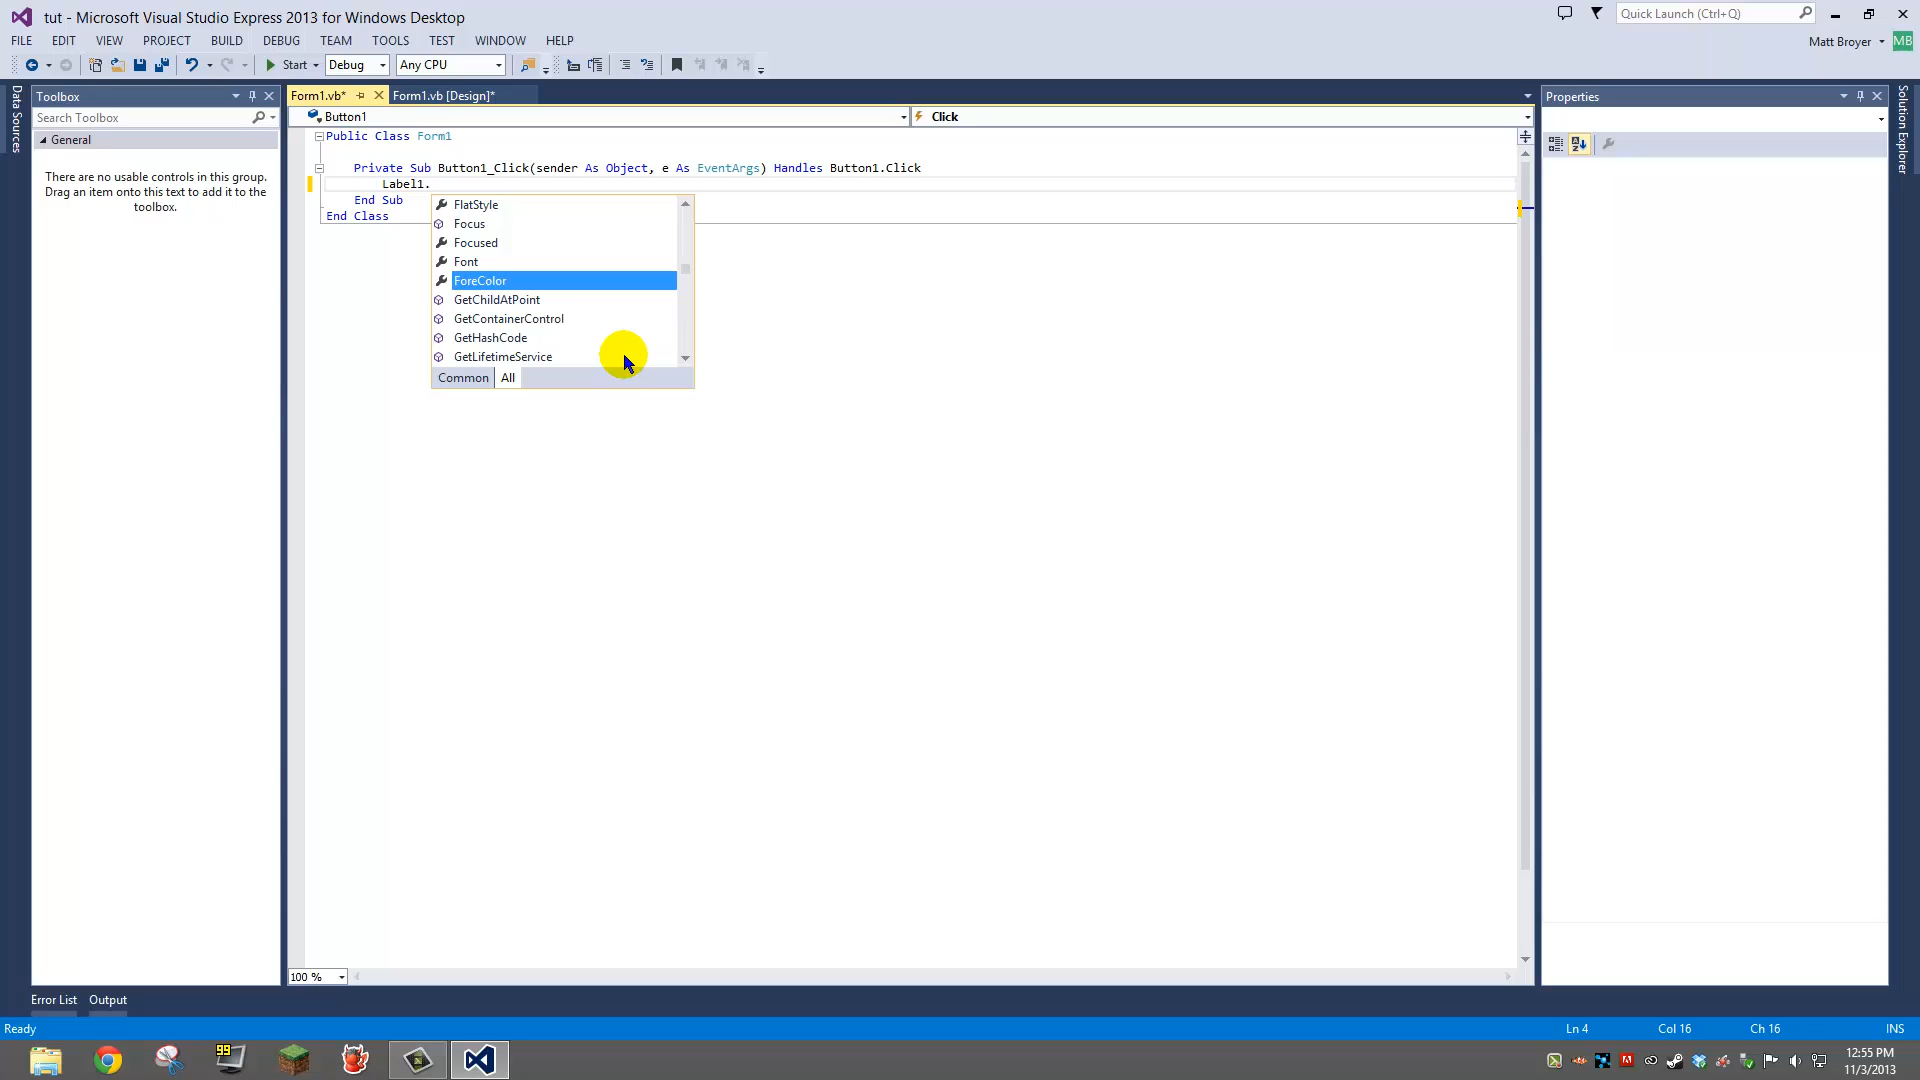 tut - Microsoft Visual Studio Express 2013 for Windows Desktop
Quick Launch (Ctrl+Q)
FILE EDIT VIEW PROJECT BUILD DEBUG TEAM TOOLS TEST WINDOW HELP
Matt Broyer MB
Start Debug Any CPU
Data Sources
Toolbox
Search Toolbox
General
There are no usable controls in this group.
Drag an item onto this text to add it to the
toolbox.
Form1.vb* Form1.vb [Design]*
Button1 Click
Public Class Form1
Private Sub Button1_Click(sender As Object, e As EventArgs) Handles Button1.Click
Label1.
End Sub
End Class
FlatStyle
Focus
Focused
Font
ForeColor
GetChildAtPoint
GetContainerControl
GetHashCode
GetLifetimeService
Common All
Properties
Solution Explorer
100 %
Error List Output
Ready Ln 4 Col 16 Ch 16 INS
99
12:55 PM
11/3/2013